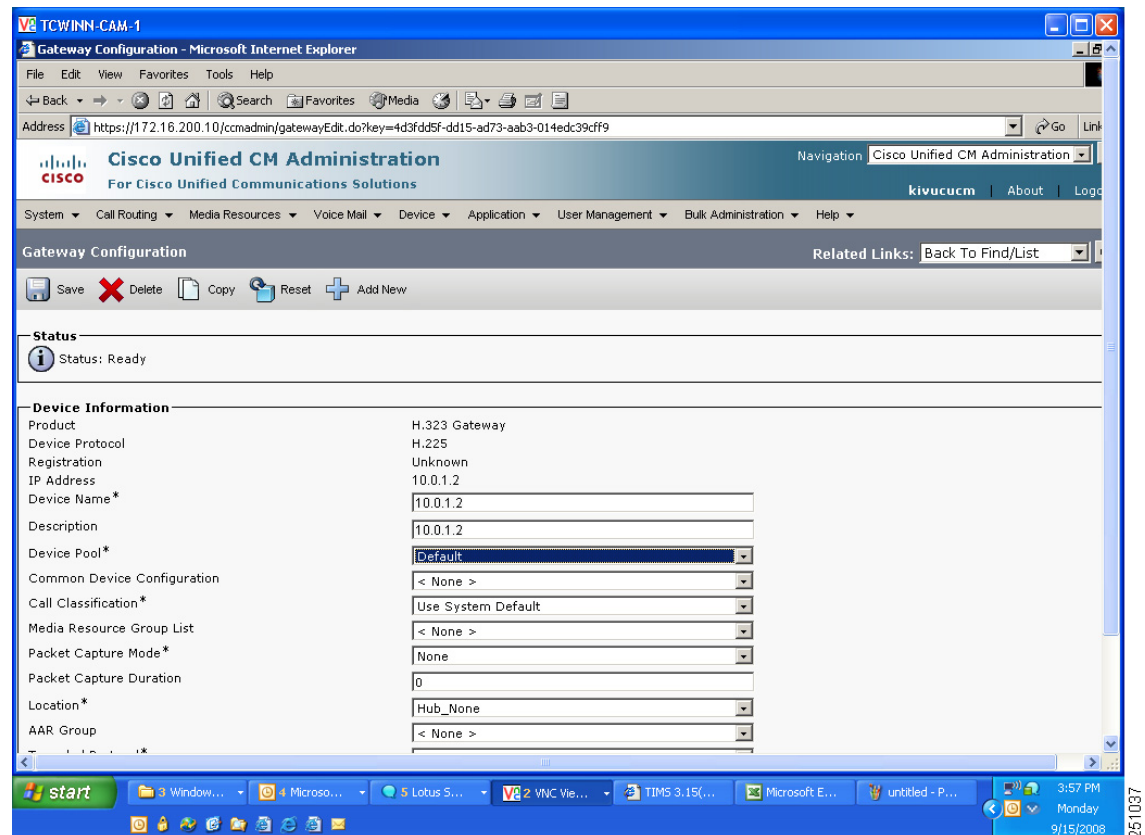 TCWINN-CAM-1
Gateway Configuration - Microsoft Internet Explorer
File Edit View Favorites Tools Help
Back Search Favorites Media
Address https://172.16.200.10/ccmadmin/gatewayEdit.do?key=4d3fdd5f-dd15-ad73-aab3-014edc39cff9 Go Link
cisco Cisco Unified CM Administration Navigation Cisco Unified CM Administration
For Cisco Unified Communications Solutions
kivucucm | About | Logo
System Call Routing Media Resources Voice Mail Device Application User Management Bulk Administration Help
Gateway Configuration Related Links: Back To Find/List
Save Delete Copy Reset Add New
Status
Status: Ready
Device Information
Product H.323 Gateway
Device Protocol H.225
Registration Unknown
IP Address 10.0.1.2
Device Name* 10.0.1.2
Description 10.0.1.2
Device Pool* Default
Common Device Configuration < None >
Call Classification* Use System Default
Media Resource Group List < None >
Packet Capture Mode* None
Packet Capture Duration 0
Location* Hub_None
AAR Group < None >
start 3 Window... 4 Microso... 5 Lotus S... 2 VNC Vie... TIMS 3.15(... Microsoft E... untitled - P... 3:57 PM
Monday
9/15/2008
251037